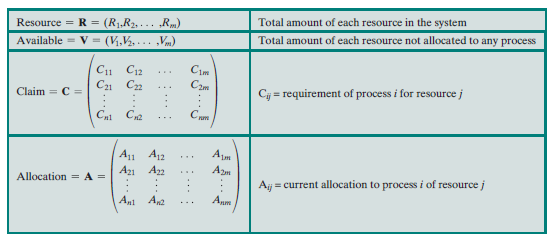 Resource = R = (R₁,R₂, . . . ,Rₘ) Total amount of each resource in the system
Available = V = (V₁,V₂, . . . ,Vₘ) Total amount of each resource not allocated to any process
C₁₁ C₁₂ . . . C₁ₘ
Claim = C = C₂₁ C₂₂ . . . C₂ₘ Cᵢⱼ = requirement of process i for resource j
⋮ ⋮ ⋮ ⋮
Cₙ₁ Cₙ₂ . . . Cₙₘ
A₁₁ A₁₂ . . . A₁ₘ
Allocation = A = A₂₁ A₂₂ . . . A₂ₘ Aᵢⱼ = current allocation to process i of resource j
⋮ ⋮ ⋮ ⋮
Aₙ₁ Aₙ₂ . . . Aₙₘ